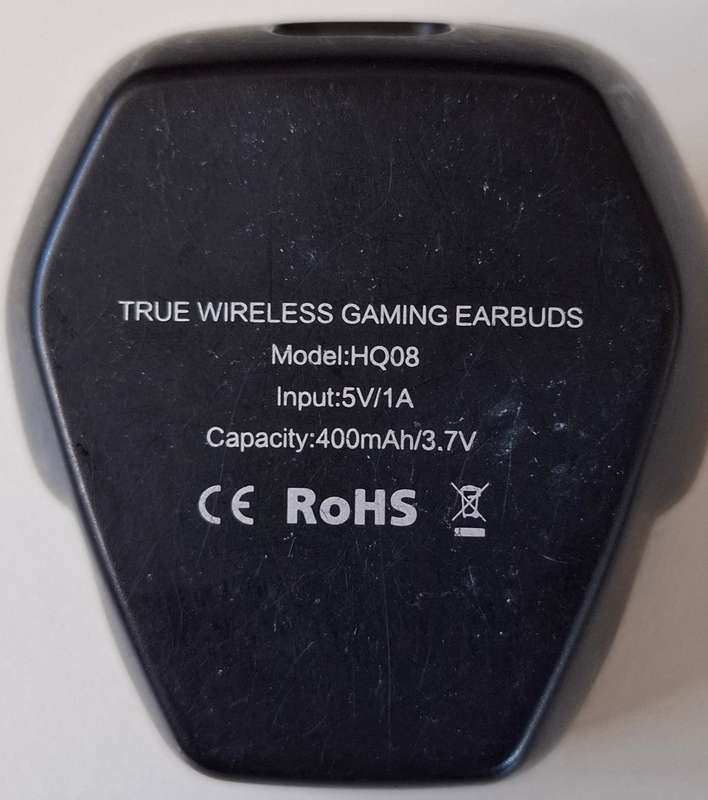 TRUE WIRELESS GAMING EARBUDS
Model:HQ08
Input:5V/1A
Capacity:400mAh/3.7V
CE RoHS